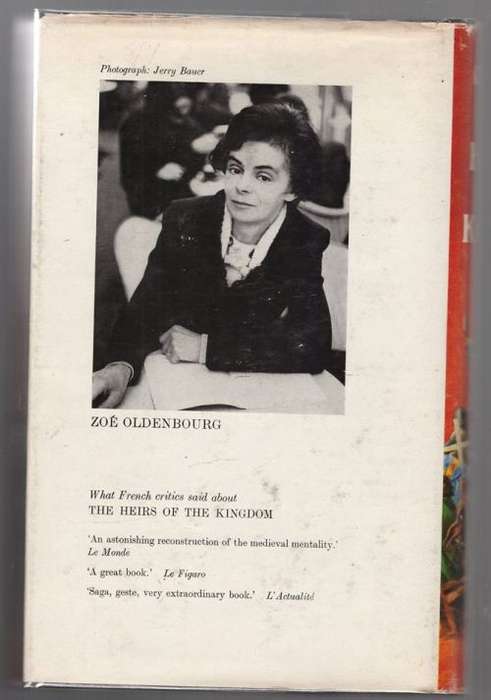 Photograph: Jerry Bauer
ZOÉ OLDENBOURG
What French critics said about
THE HEIRS OF THE KINGDOM
'An astonishing reconstruction of the medieval mentality.'
Le Monde
'A great book.' Le Figaro
'Saga, geste, very extraordinary book.' L'Actualité
K